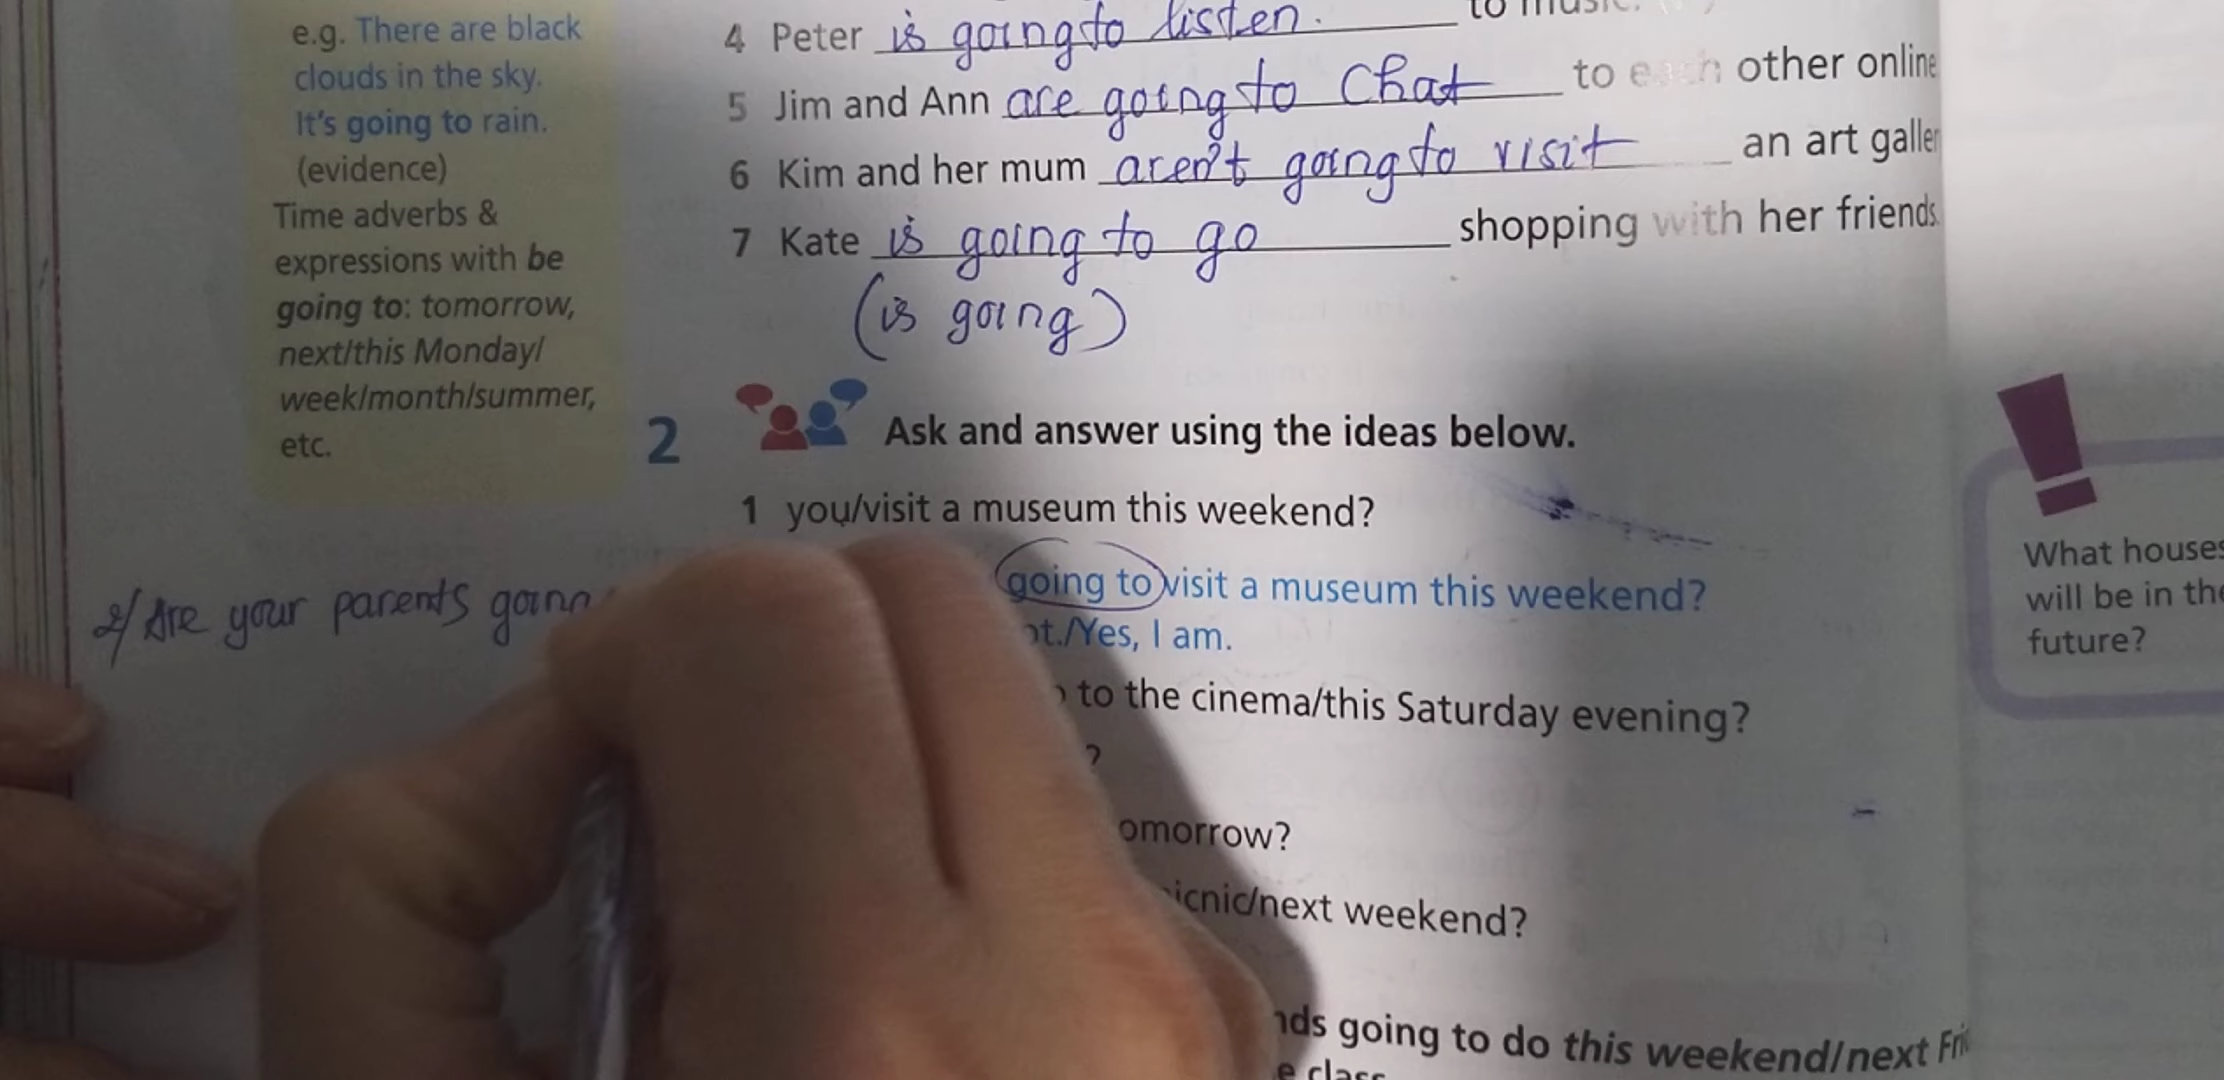 e.g. There are black
clouds in the sky.
It's going to rain.
(evidence)
Time adverbs &
expressions with be
going to: tomorrow,
next/this Monday/
week/month/summer,
etc.
4 Peter is going to listen. to music.
5 Jim and Ann are going to Chat to each other online
6 Kim and her mum aren't going to visit an art
7 Kate is going to go shopping with her friends.
(is going)
2 Ask and answer using the ideas below.
1 you/visit a museum this weekend?
going to visit a museum this weekend?
Yes, I am.
to the cinema/this Saturday evening?
?
next weekend?
going to do this weekend/next
2/ Are your parents
What houses
will be in the
future?